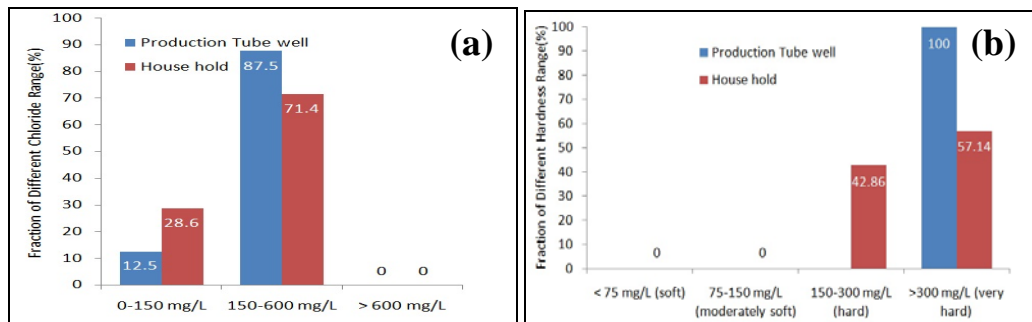 (a)
Fraction of Different Chloride Range(%)
100
90
80
70
60
50
40
30
20
10
0
Production Tube well
House hold
12.5
28.6
87.5
71.4
0
0
0-150 mg/L
150-600 mg/L
> 600 mg/L
(b)
Fraction of Different Hardness Range(%)
100
90
80
70
60
50
40
30
20
10
0
Production Tube well
House hold
0
0
42.86
100
57.14
< 75 mg/L (soft)
75-150 mg/L
(moderately soft)
150-300 mg/L
(hard)
>300 mg/L (very
hard)